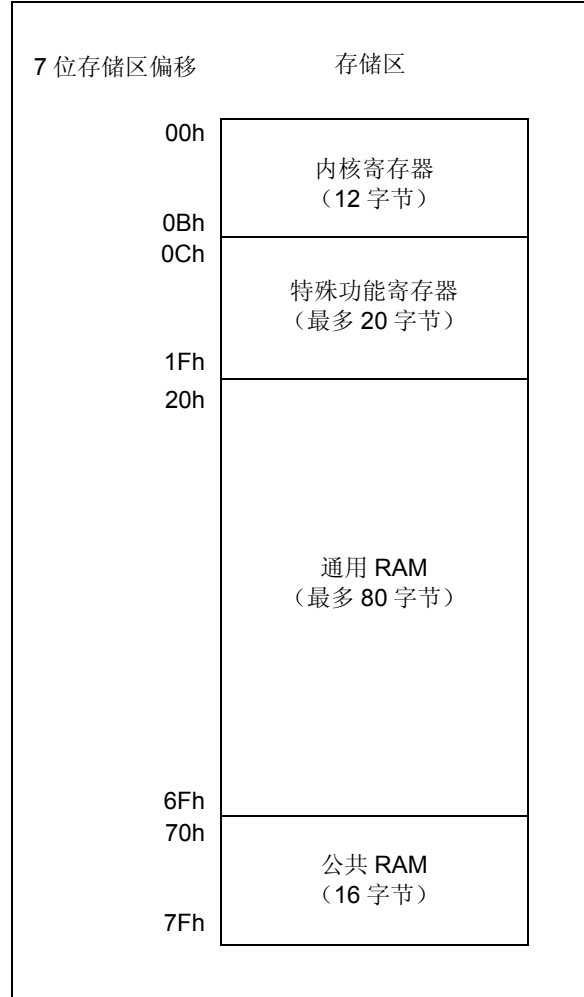 7 位存储区偏移 存储区
00h
内核寄存器
（12 字节）
0Bh
0Ch
特殊功能寄存器
（最多 20 字节）
1Fh
20h
通用 RAM
（最多 80 字节）
6Fh
70h
公共 RAM
（16 字节）
7Fh